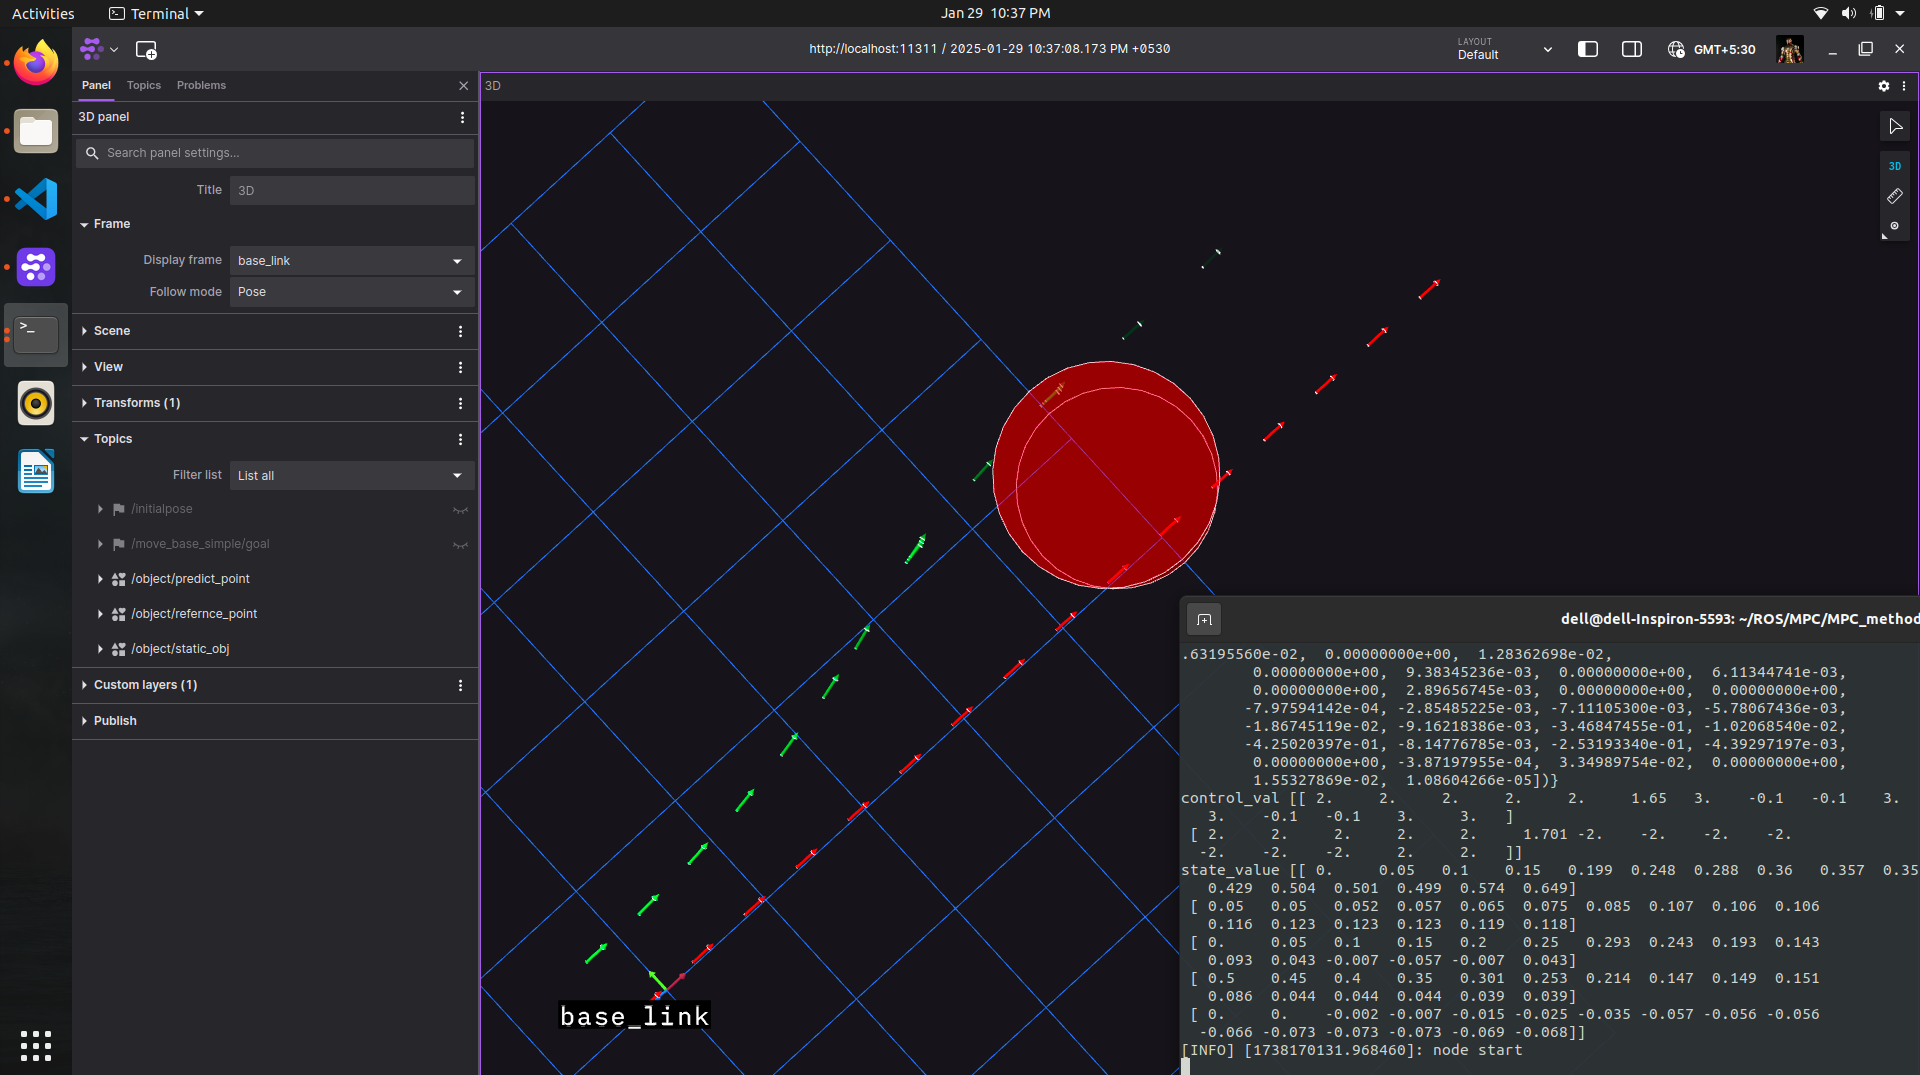 Activities
Terminal
Jan 29 10:37 PM
http://localhost:11311 / 2025-01-29 10:37:08.173 PM +0530
LAYOUT
Default
GMT+5:30
Panel
Topics
Problems
3D
3D panel
Search panel settings...
Title
3D
Frame
Display frame
base_link
Follow mode
Pose
Scene
View
Transforms (1)
Topics
Filter list
List all
/initialpose
/move_base_simple/goal
/object/predict_point
/object/refernce_point
/object/static_obj
Custom layers (1)
Publish
3D
base_link
dell@dell-Inspiron-5593: ~/ROS/MPC/MPC_method
.63195560e-02, 0.00000000e+00, 1.28362698e-02,
0.00000000e+00, 9.38345236e-03, 0.00000000e+00, 6.11344741e-03,
0.00000000e+00, 2.89656745e-03, 0.00000000e+00, 0.00000000e+00,
-7.97594142e-04, -2.85485225e-03, -7.11105300e-03, -5.78067436e-03,
-1.86745119e-02, -9.16218386e-03, -3.46847455e-01, -1.02068540e-02,
-4.25020397e-01, -8.14776785e-03, -2.53193340e-01, -4.39297197e-03,
0.00000000e+00, -3.87197955e-04, 3.34989754e-02, 0.00000000e+00,
1.55327869e-02, 1.08604266e-05])}
control_val [[ 2. 2. 2. 2. 2. 1.65 3. -0.1 -0.1 3.
3. -0.1 -0.1 3. 3. ]
[ 2. 2. 2. 2. 2. 1.701 -2. -2. -2. -2.
-2. -2. -2. 2. 2. ]]
state_value [[ 0. 0.05 0.1 0.15 0.199 0.248 0.288 0.36 0.357 0.35
0.429 0.504 0.501 0.499 0.574 0.649]
[ 0.05 0.05 0.052 0.057 0.065 0.075 0.085 0.107 0.106 0.106
0.116 0.123 0.123 0.123 0.119 0.118]
[ 0. 0.05 0.1 0.15 0.2 0.25 0.293 0.243 0.193 0.143
0.093 0.043 -0.007 -0.057 -0.007 0.043]
[ 0.5 0.45 0.4 0.35 0.301 0.253 0.214 0.147 0.149 0.151
0.086 0.044 0.044 0.044 0.039 0.039]
[ 0. 0. -0.002 -0.007 -0.015 -0.025 -0.035 -0.057 -0.056 -0.056
-0.066 -0.073 -0.073 -0.073 -0.069 -0.068]]
[INFO] [1738170131.968460]: node start